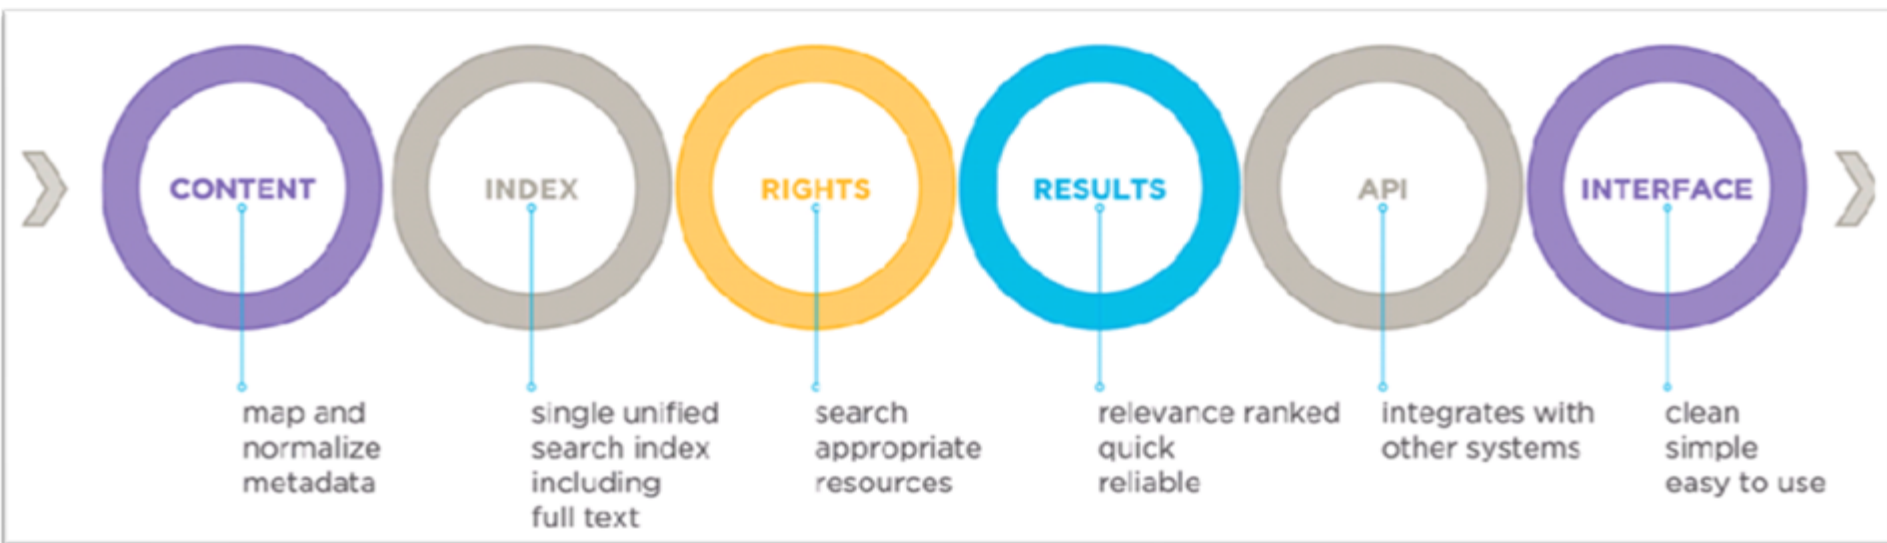 CONTENT
INDEX
RIGHTS
RESULTS
API
INTERFACE
map and
normalize
metadata
single unified
search index
including
full text
search
appropriate
resources
relevance ranked
quick
reliable
integrates with
other systems
clean
simple
easy to use